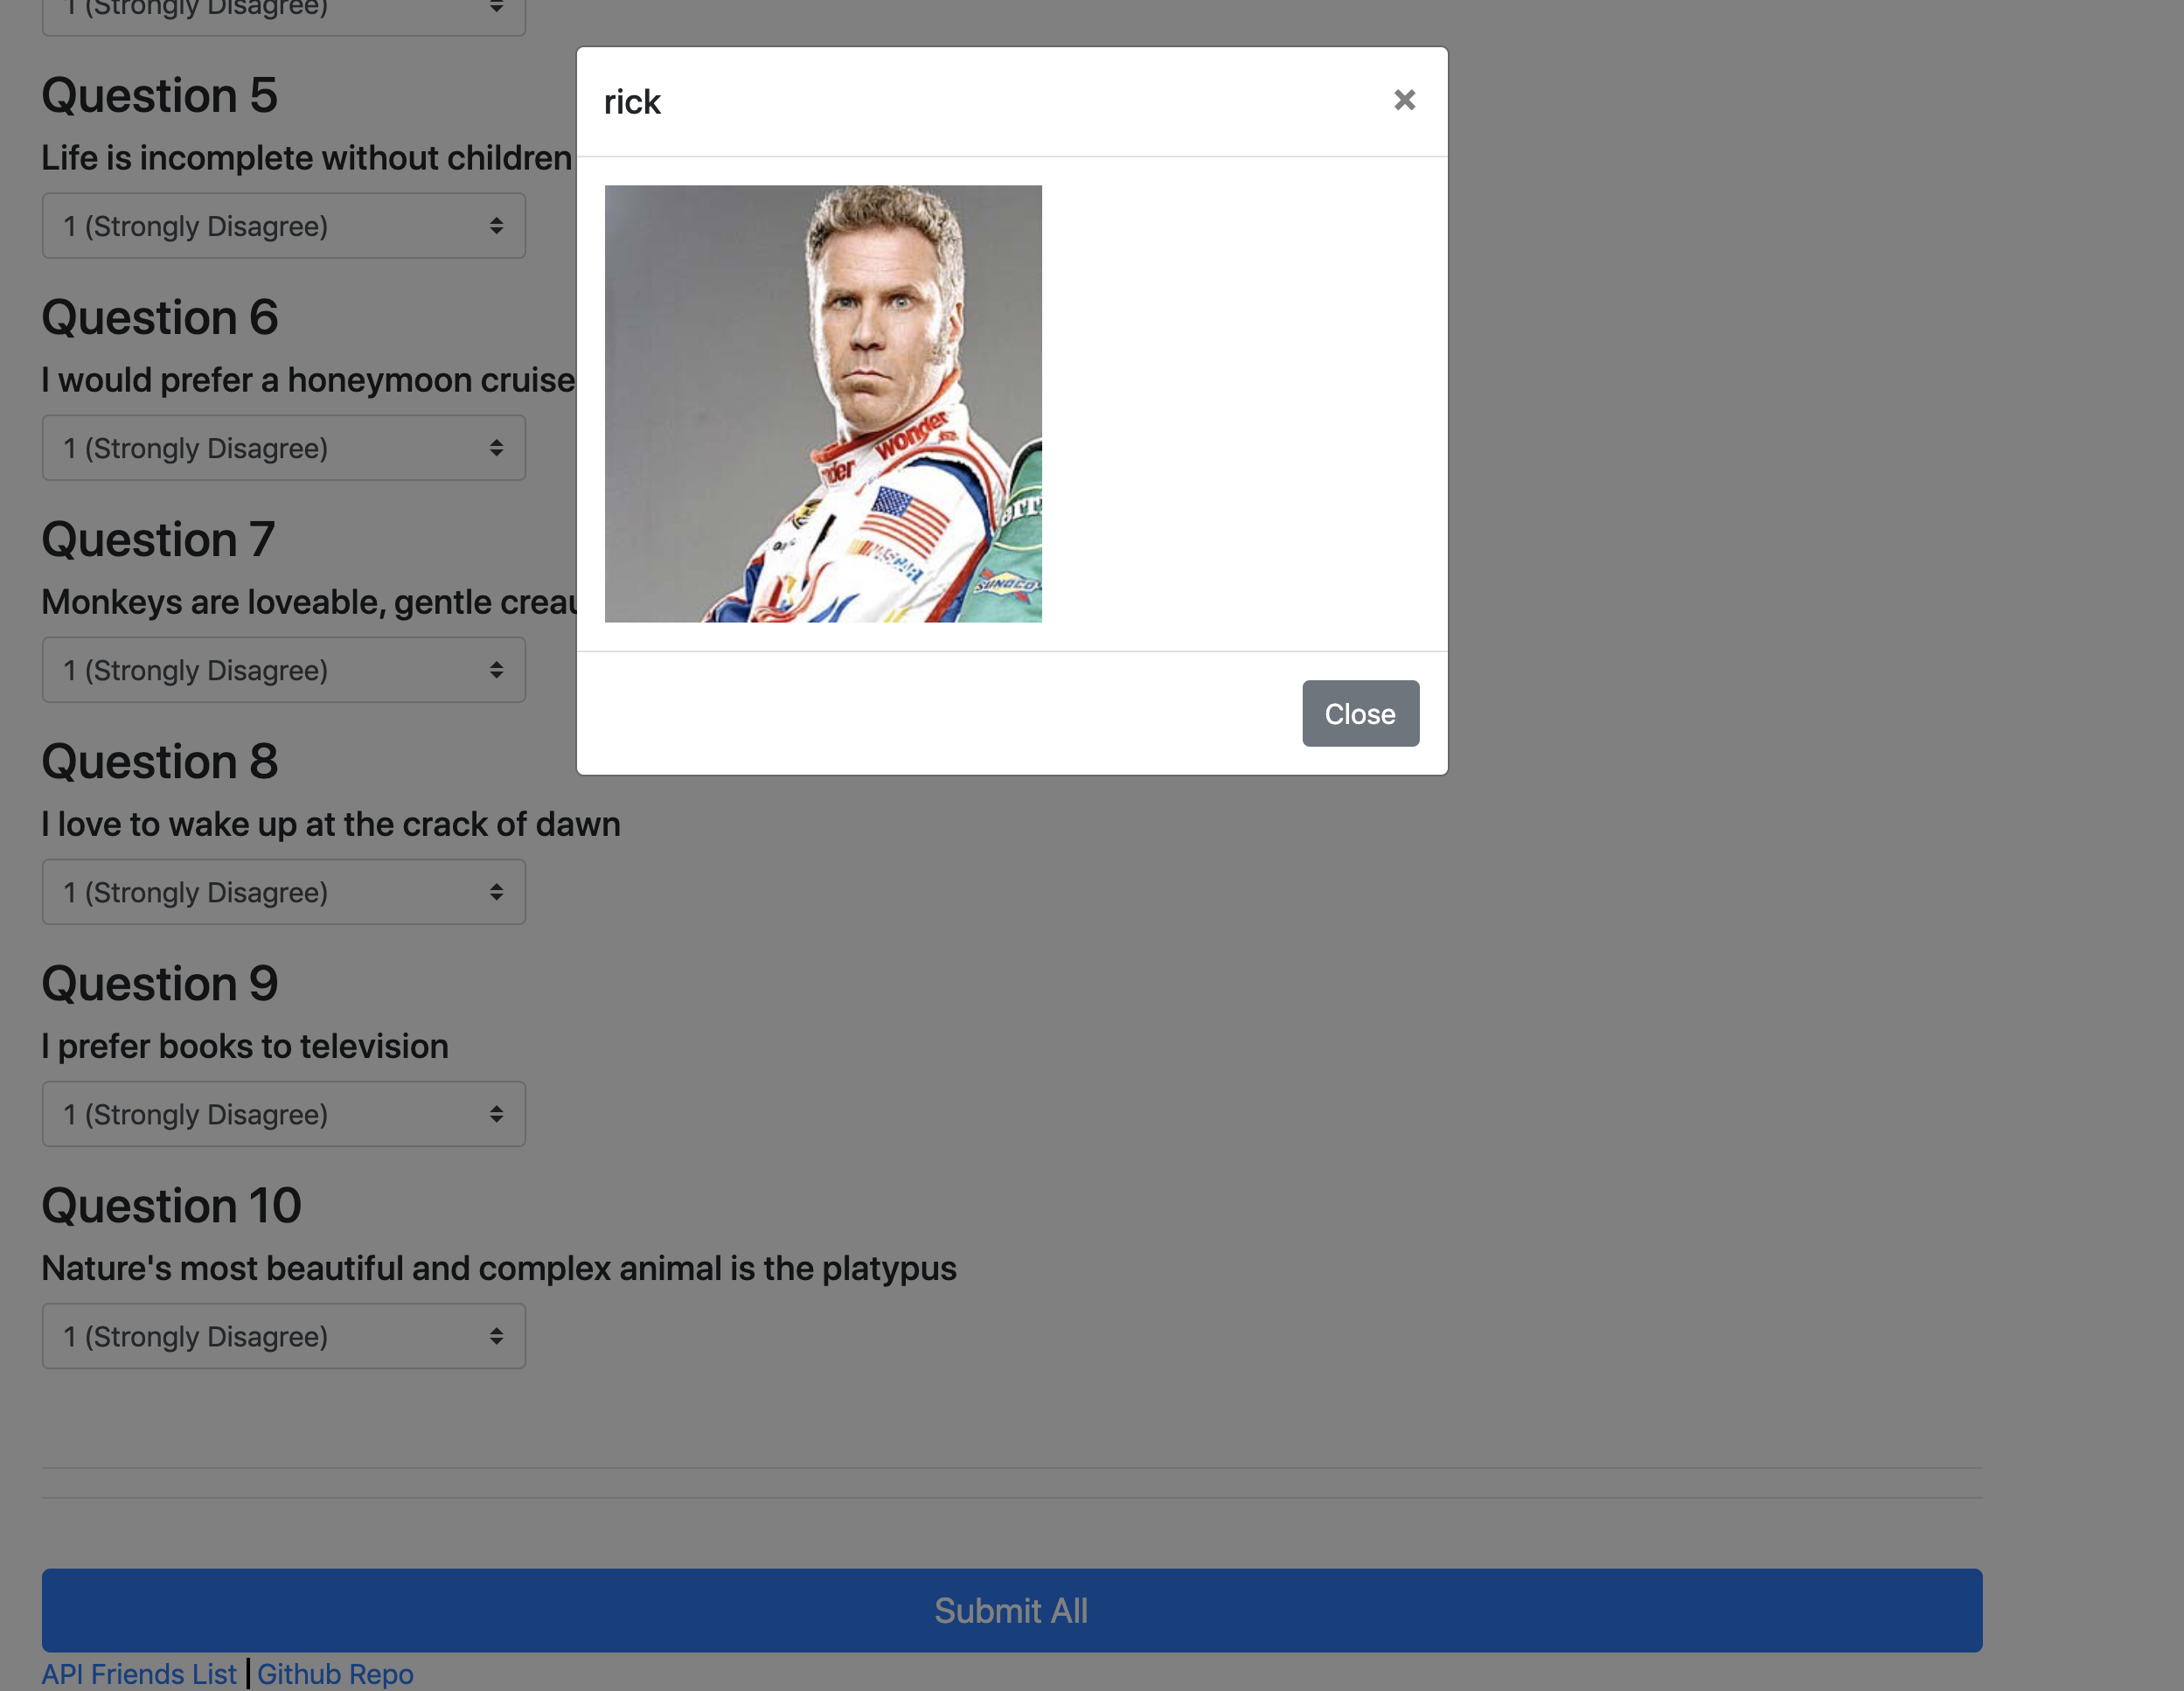 1 (Strongly Disagree)
Question 5
Life is incomplete without children
1 (Strongly Disagree)
Question 6
I would prefer a honeymoon cruise
1 (Strongly Disagree)
Question 7
Monkeys are loveable, gentle
1 (Strongly Disagree)
Question 8
I love to wake up at the crack of dawn
1 (Strongly Disagree)
Question 9
I prefer books to television
1 (Strongly Disagree)
Question 10
Nature's most beautiful and complex animal is the platypus
1 (Strongly Disagree)
Submit All
API Friends List | Github Repo
rick
×
wonder
NASCAR
SUNOCO
Close